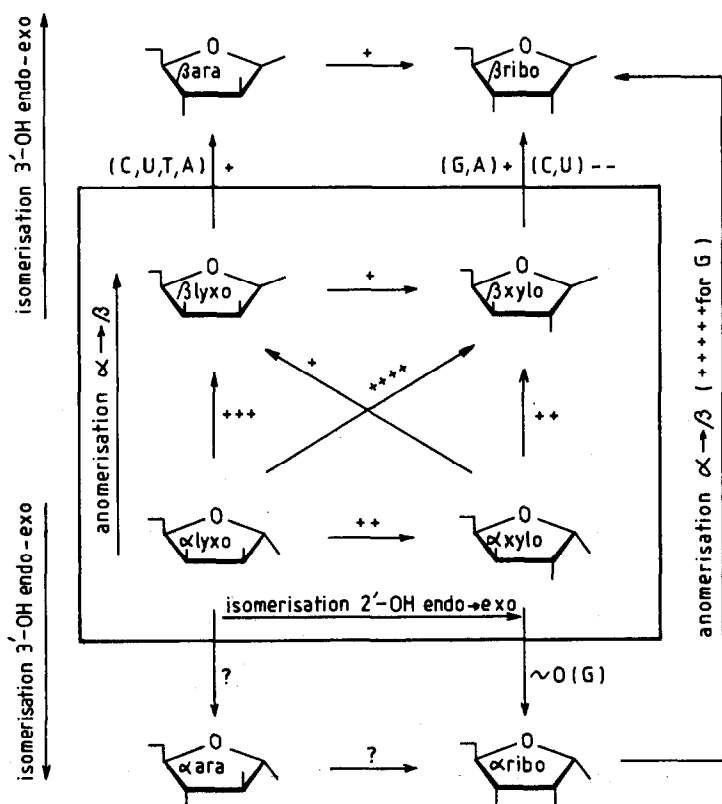 isomerisation 3'-OH endo-exo
O
βara
+
O
βribo
(C,U,T,A) +
(G,A)+ (C,U)--
anomerisation α→β
O
βlyxo
+
O
βxylo
+
++++
+++
++
O
αlyxo
++
O
αxylo
isomerisation 2'-OH endo→exo
isomerisation 3'-OH endo-exo
?
~O(G)
O
αara
?
O
αribo
anomerisation α→β (+++++for G)